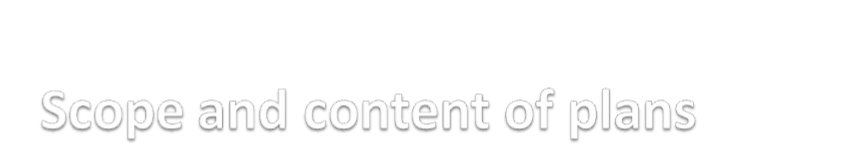 Scope and content of plans